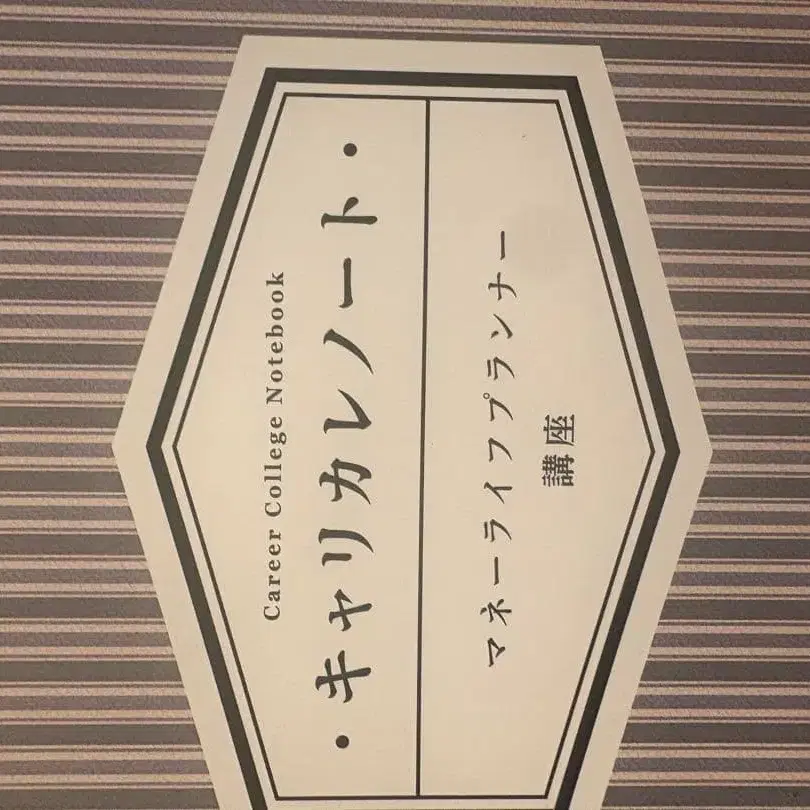 Career College Notebook
・キャリカレノート・
マネーライフプランナー
講座